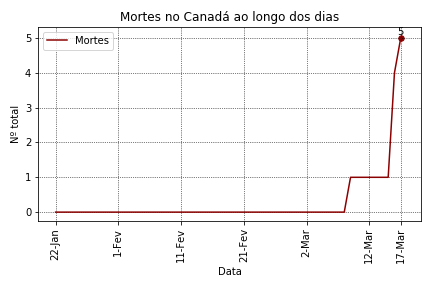 Mortes no Canadá ao longo dos dias
Mortes
5
5
4
3
2
1
0
Nº total
22-Jan
1-Fev
11-Fev
21-Fev
2-Mar
12-Mar
17-Mar
Data